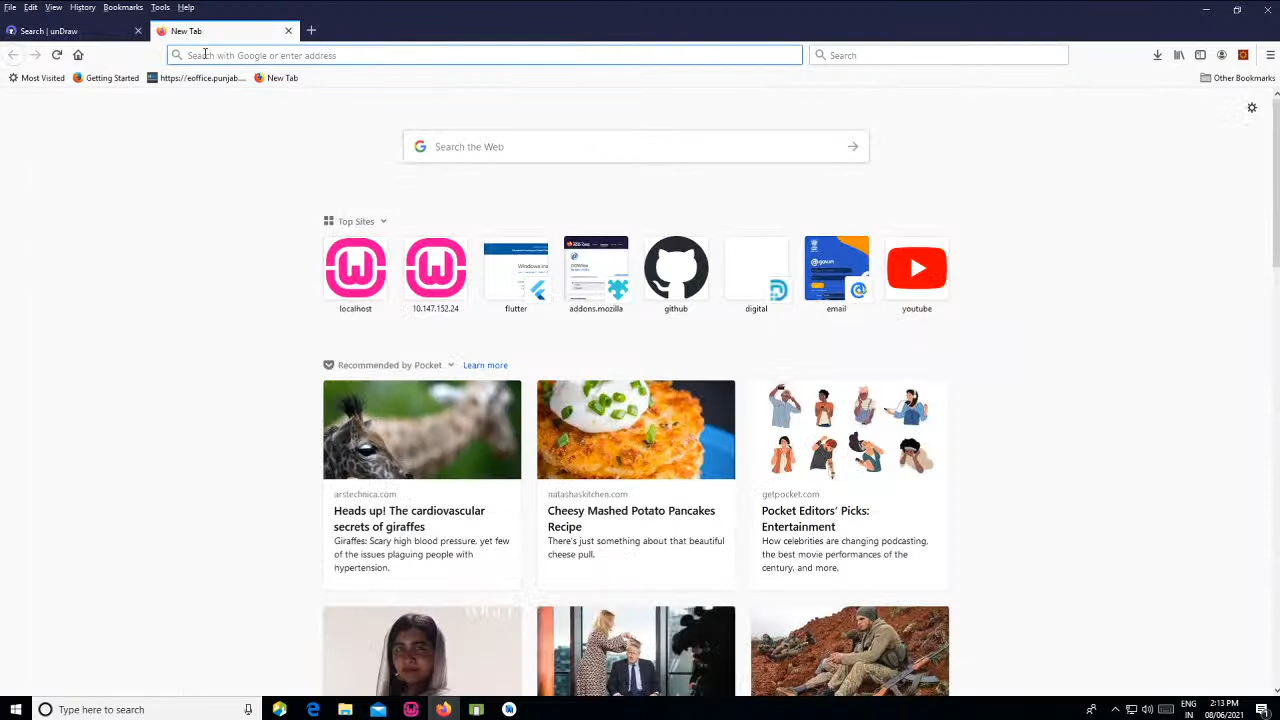 File Edit View History Bookmarks Tools Help
Search | unDraw
New Tab
Search with Google or enter address
Search
Most Visited
Getting Started
https://eoffice.punjab....
New Tab
Other Bookmarks
Search the Web
Top Sites
localhost
10.147.152.24
flutter
addons.mozilla
github
digital
email
youtube
Recommended by Pocket
Learn more
arstechnica.com
Heads up! The cardiovascular
secrets of giraffes
Giraffes: Scary high blood pressure, yet few
of the issues plaguing people with
hypertension.
natashaskitchen.com
Cheesy Mashed Potato Pancakes
Recipe
There's just something about that beautiful
cheese pull.
getpocket.com
Pocket Editors' Picks:
Entertainment
How celebrities are changing podcasting,
the best movie performances of the
century, and more.
Type here to search
ENG
IN
2:13 PM
08/06/2021